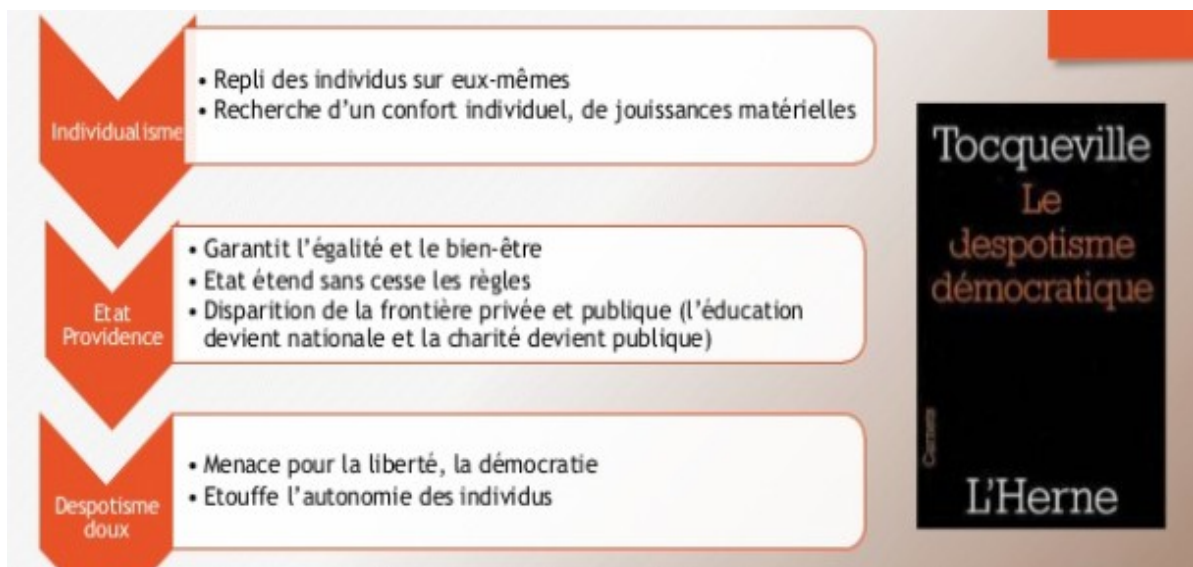 Individualisme
• Repli des individus sur eux-mêmes
• Recherche d'un confort individuel, de jouissances matérielles
Etat
Providence
• Garantit l'égalité et le bien-être
• Etat étend sans cesse les règles
• Disparition de la frontière privée et publique (l'éducation
devient nationale et la charité devient publique)
Despotisme
doux
• Menace pour la liberté, la démocratie
• Etouffe l'autonomie des individus
Tocqueville
Le
despotisme
démocratique
Carnets
L'Herne